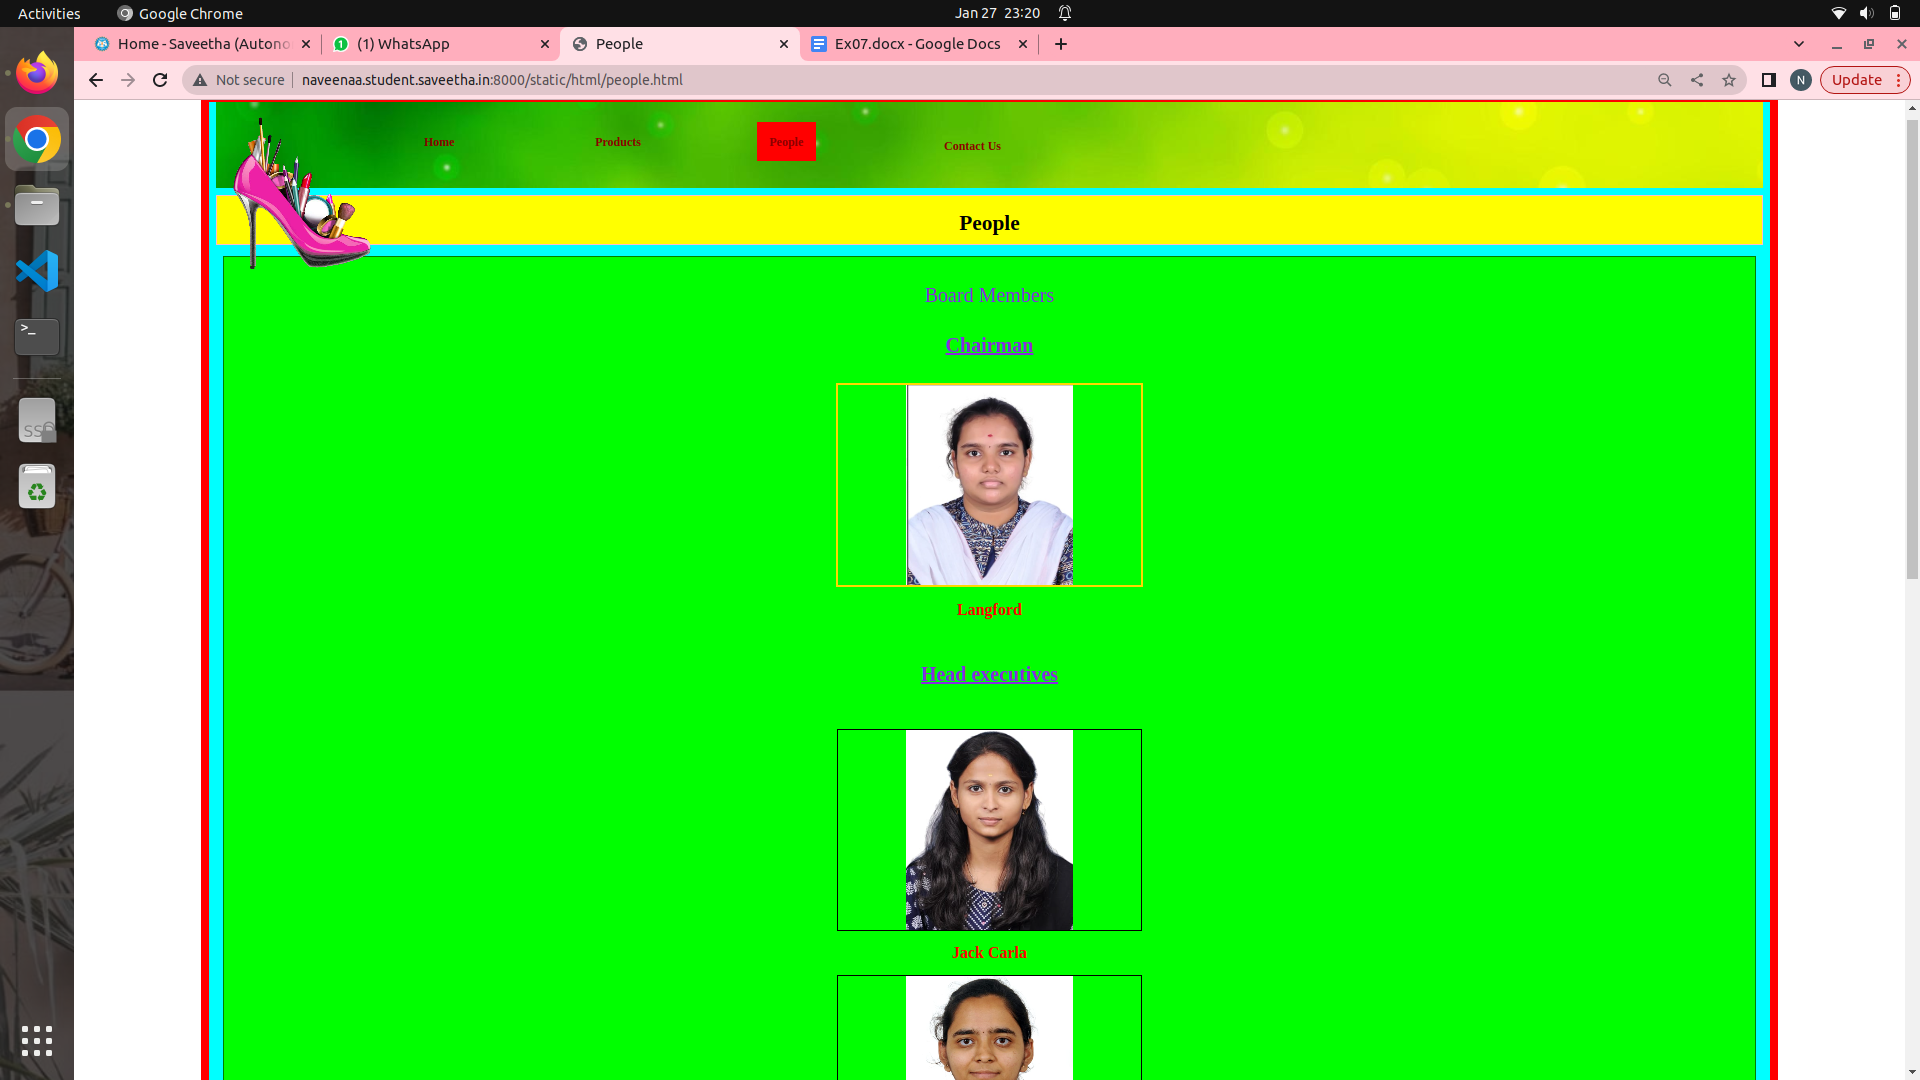 Activities
Google Chrome
Jan 27 23:20
Home - Saveetha (Autono
(1) WhatsApp
People
Ex07.docx - Google Docs
Not secure
naveenaa.student.saveetha.in:8000/static/html/people.html
N
Update
Home
Products
People
Contact Us
People
Board Members
Chairman
Langford
Head executives
Jack Carla
>_
SSD